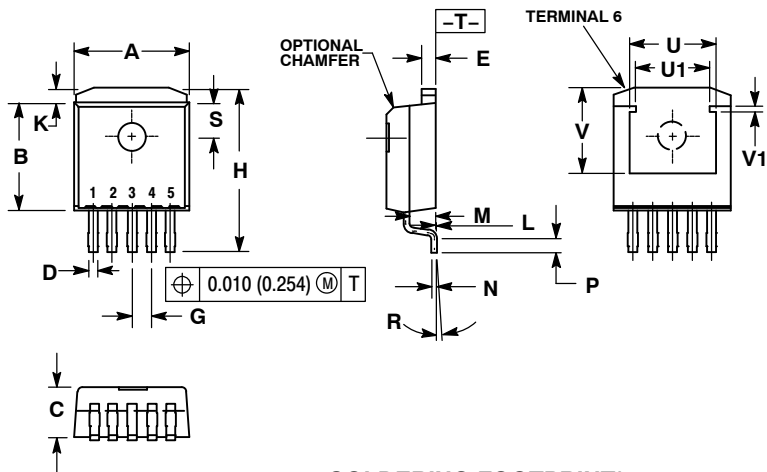 –T–
TERMINAL 6
A
OPTIONAL
CHAMFER
E
U
U1
K
S
B
H
V
V1
1 2 3 4 5
M
L
D
0.010 (0.254) M T
N
P
G
R
C